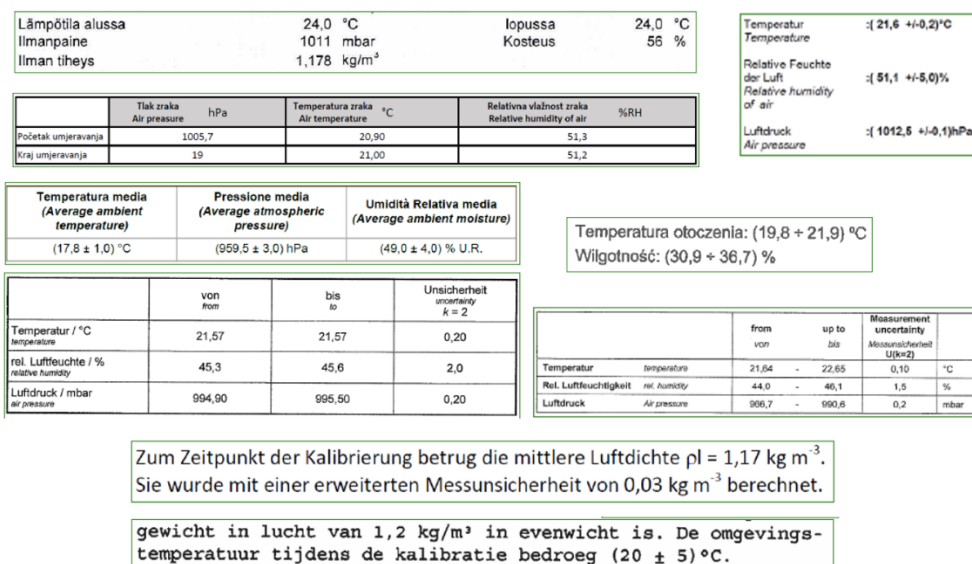 Lämpötila alussa 24,0 °C lopussa 24,0 °C
Ilmanpaine 1011 mbar Kosteus 56 %
Ilman tiheys 1,178 kg/m³
Temperatur :( 21,6 +/-0,2)°C
Temperature
Relative Feuchte
der Luft :( 51,1 +/-5,0)%
Relative humidity
of air
Luftdruck :( 1012,5 +/-0,1)hPa
Air pressure
Tlak zraka hPa Temperatura zraka °C Relativna vlažnost zraka %RH
Air preasure Air temperature Relative humidity of air
Početak umjeravanja 1005,7 20,90 51,3
Kraj umjeravanja 19 21,00 51,2
Temperatura media Pressione media Umidità Relativa media
(Average ambient (Average atmospheric (Average ambient moisture)
temperature) pressure)
(17,8 ± 1,0) °C (959,5 ± 3,0) hPa (49,0 ± 4,0) % U.R.
Temperatura otoczenia: (19,8 ÷ 21,9) ºC
Wilgotność: (30,9 ÷ 36,7) %
von bis Unsicherheit
from to uncertainty
k = 2
Temperatur / °C 21,57 21,57 0,20
temperature
rel. Luftfeuchte / % 45,3 45,6 2,0
relative humidity
Luftdruck / mbar 994,90 995,50 0,20
air pressure
from up to Measurement uncertainty
von bis Messunsicherheit
U(k=2)
Temperatur temperature 21,64 - 22,65 0,10 °C
Rel. Luftfeuchtigkeit rel. humidity 44,0 - 46,1 1,5 %
Luftdruck Air pressure 986,7 - 990,6 0,2 mbar
Zum Zeitpunkt der Kalibrierung betrug die mittlere Luftdichte ρl = 1,17 kg m⁻³.
Sie wurde mit einer erweiterten Messunsicherheit von 0,03 kg m⁻³ berechnet.
gewicht in lucht van 1,2 kg/m³ in evenwicht is. De omgevings-
temperatuur tijdens de kalibratie bedroeg (20 ± 5)°C.